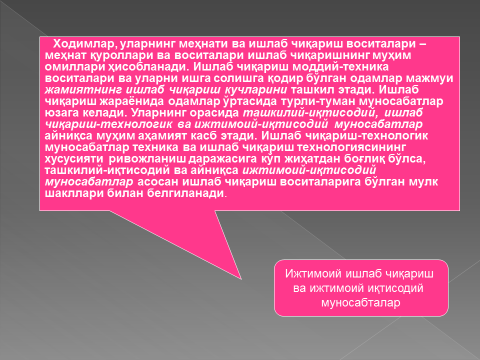 Ходимлар, уларнинг меҳнати ва ишлаб чиқариш воситалари –
меҳнат қуроллари ва воситалари ишлаб чиқаришнинг муҳим
омиллари ҳисобланади. Ишлаб чиқариш моддий-техника
воситалари ва уларни ишга солишга қодир бўлган одамлар мажмуи
жамиятнинг ишлаб чиқариш кучларини ташкил этади. Ишлаб
чиқариш жараёнида одамлар ўртасида турли-туман муносабатлар
юзага келади. Уларнинг орасида ташкилий-иқтисодий, ишлаб
чиқариш-технологик ва ижтимоий-иқтисодий муносабатлар
айниқса муҳим аҳамият касб этади. Ишлаб чиқариш-технологик
муносабатлар техника ва ишлаб чиқариш технологиясининг
хусусияти ривожланиш даражасига кўп жиҳатдан боғлиқ бўлса,
ташкилий-иқтисодий ва айниқса ижтимоий-иқтисодий
муносабатлар асосан ишлаб чиқариш воситаларига бўлган мулк
шакллари билан белгиланади.
Ижтимоий ишлаб чиқариш
ва ижтимоий иқтисодий
муносабталар